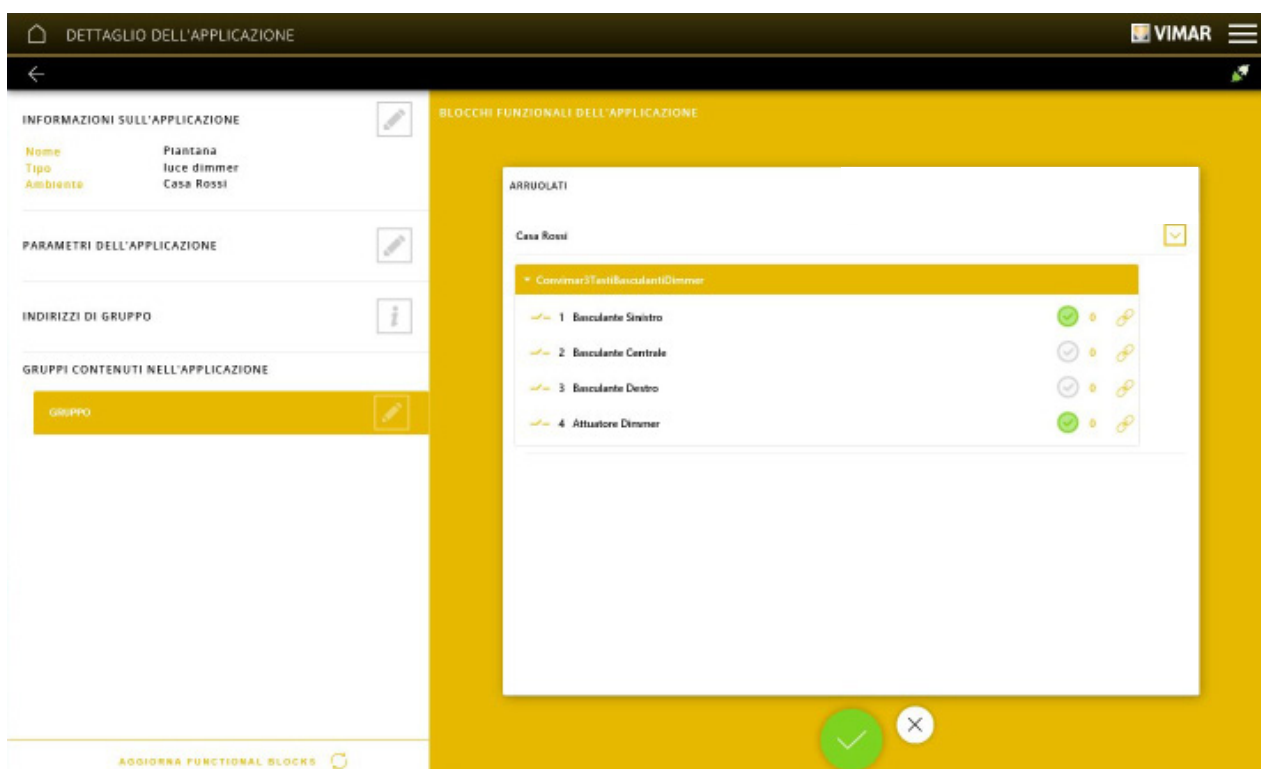 DETTAGLIO DELL'APPLICAZIONE
VIMAR
INFORMAZIONI SULL'APPLICAZIONE
Nome Piantana
Tipo luce dimmer
Ambiente Casa Rossi
PARAMETRI DELL'APPLICAZIONE
INDIRIZZI DI GRUPPO
GRUPPI CONTENUTI NELL'APPLICAZIONE
GRUPPO
AGGIORNA FUNCTIONAL BLOCKS
BLOCCHI FUNZIONALI DELL'APPLICAZIONE
ARRUOLATI
Casa Rossi
Convimar3TastiBasculantiDimmer
1 Basculante Sinistro 0
2 Basculante Centrale 0
3 Basculante Destro 0
4 Attuatore Dimmer 0